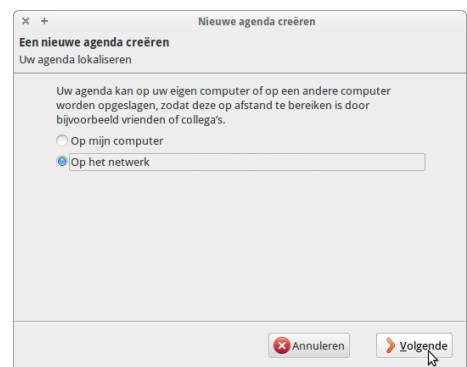 Nieuwe agenda creëren
Een nieuwe agenda creëren
Uw agenda lokaliseren
Uw agenda kan op uw eigen computer of op een andere computer
worden opgeslagen, zodat deze op afstand te bereiken is door
bijvoorbeeld vrienden of collega's.
Op mijn computer
Op het netwerk
Annuleren
Volgende